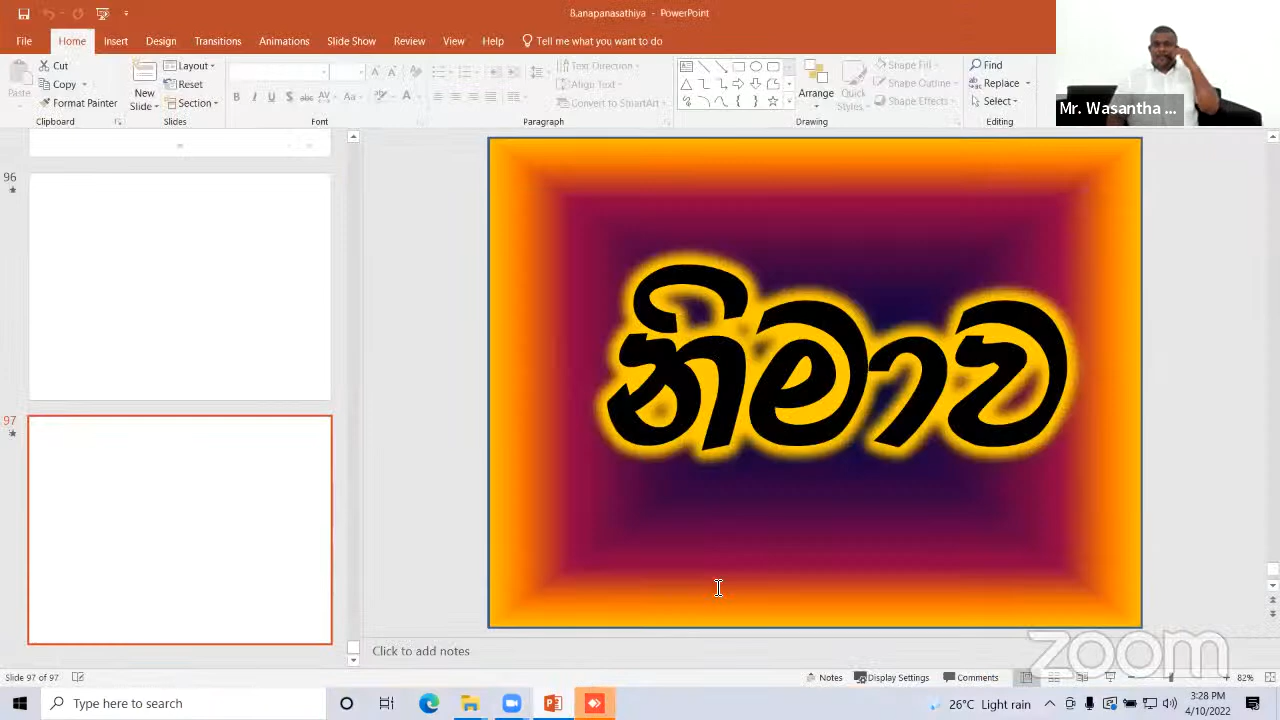 8.anapanasathiya - PowerPoint
File Home Insert Design Transitions Animations Slide Show Review View Help Tell me what you want to do
Paste Cut Copy Format Painter
New Slide Layout Reset Section
Text Direction Align Text Convert to SmartArt
Arrange Quick Styles Shape Fill Shape Outline Shape Effects
Find Replace Select
Clipboard Slides Font Paragraph Drawing Editing
Mr. Wasantha ...
96
97
නිමාව
Click to add notes
zoom
Slide 97 of 97 Notes Display Settings Comments 82%
Type here to search 26°C Light rain 3:28 PM
4/10/2022